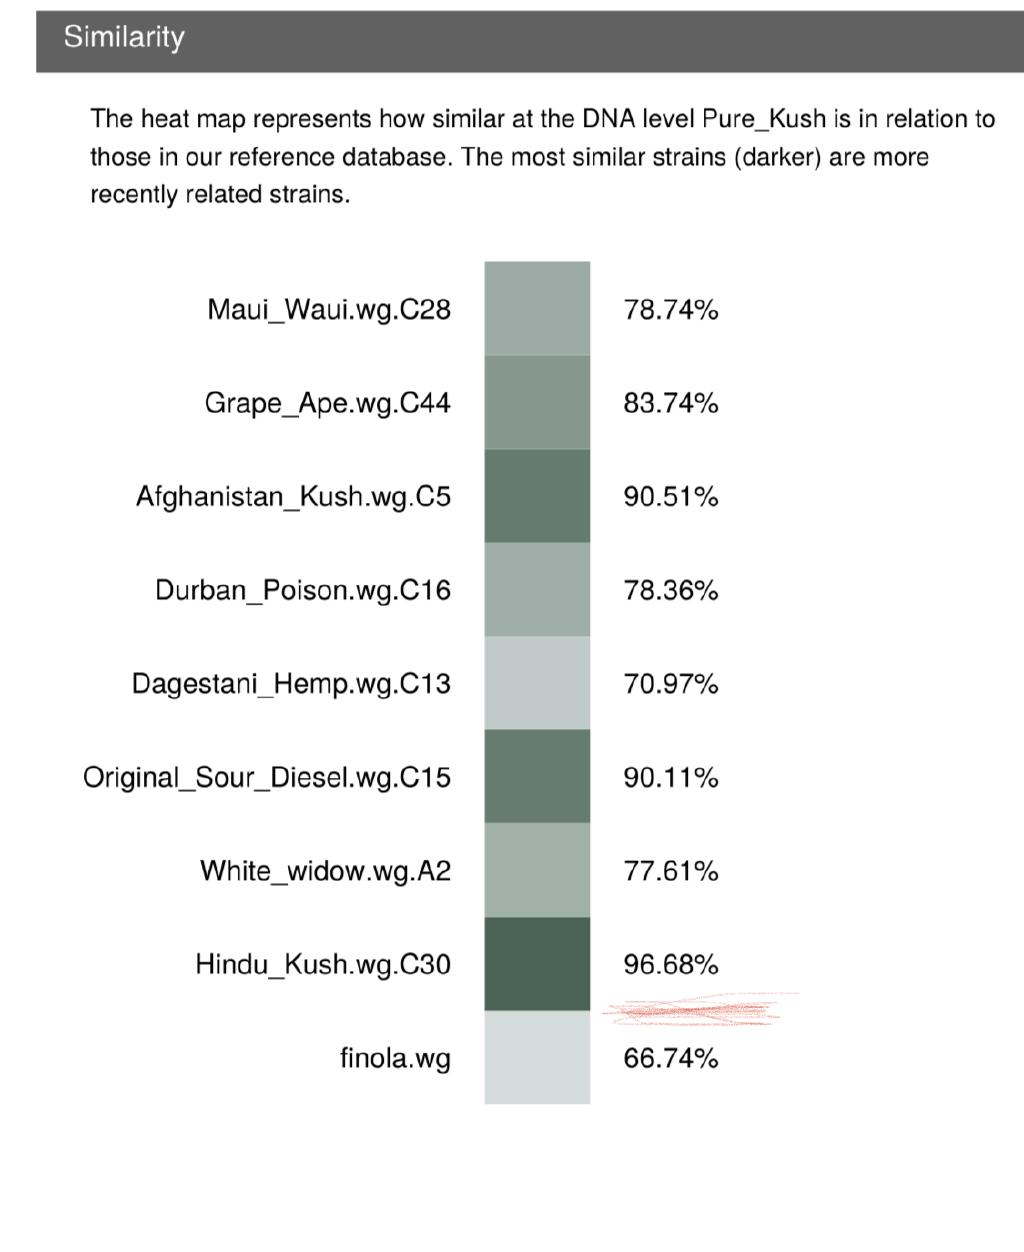 Similarity
The heat map represents how similar at the DNA level Pure_Kush is in relation to
those in our reference database. The most similar strains (darker) are more
recently related strains.
Maui_Waui.wg.C28 78.74%
Grape_Ape.wg.C44 83.74%
Afghanistan_Kush.wg.C5 90.51%
Durban_Poison.wg.C16 78.36%
Dagestani_Hemp.wg.C13 70.97%
Original_Sour_Diesel.wg.C15 90.11%
White_widow.wg.A2 77.61%
Hindu_Kush.wg.C30 96.68%
finola.wg 66.74%